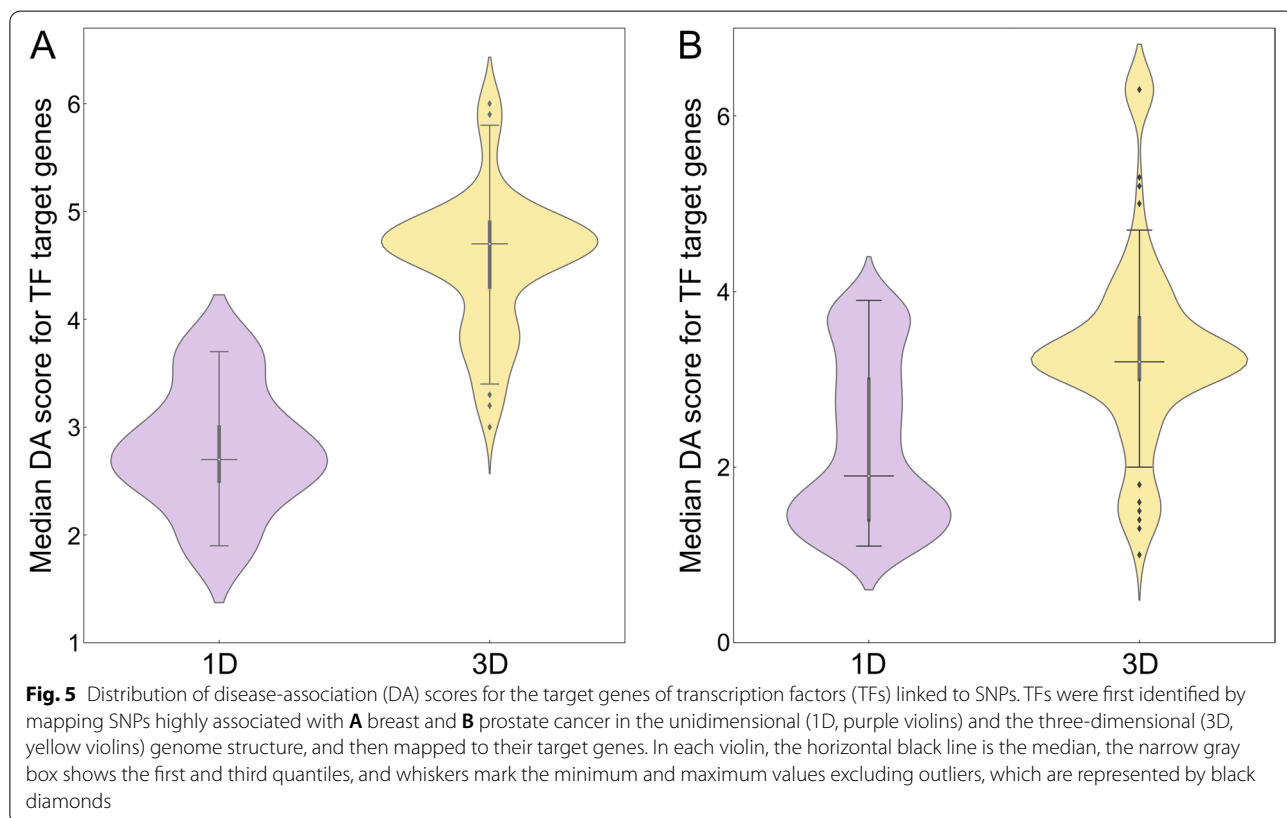 A
B
Median DA score for TF target genes
6
5
4
3
2
1
1D
3D
Median DA score for TF target genes
6
4
2
0
1D
3D
Fig. 5 Distribution of disease-association (DA) scores for the target genes of transcription factors (TFs) linked to SNPs. TFs were first identified by
mapping SNPs highly associated with A breast and B prostate cancer in the unidimensional (1D, purple violins) and the three-dimensional (3D,
yellow violins) genome structure, and then mapped to their target genes. In each violin, the horizontal black line is the median, the narrow gray
box shows the first and third quantiles, and whiskers mark the minimum and maximum values excluding outliers, which are represented by black
diamonds